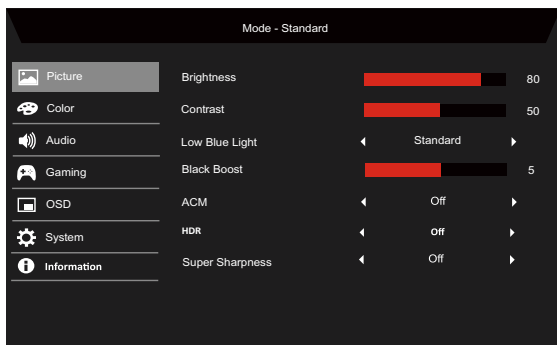 Mode - Standard
Picture
Brightness 80
Color
Contrast 50
Audio
Low Blue Light Standard
Gaming
Black Boost 5
OSD
ACM Off
System
HDR Off
Information
Super Sharpness Off